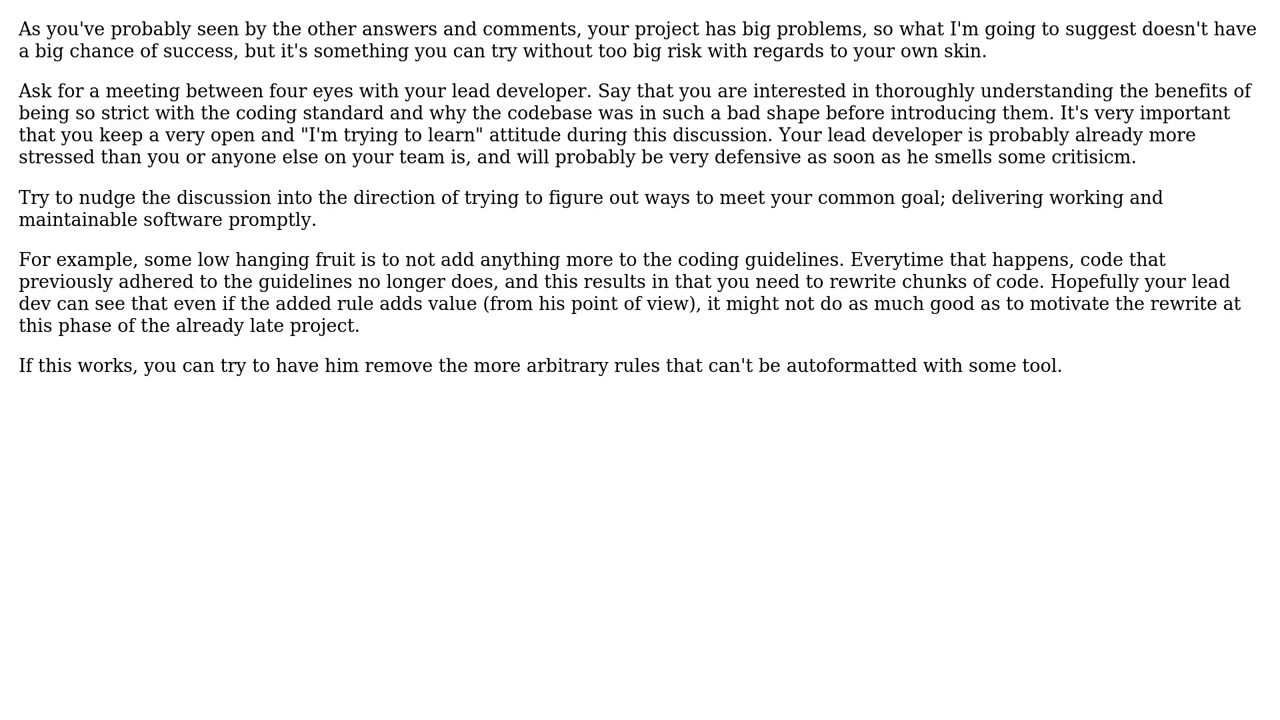 As you've probably seen by the other answers and comments, your project has big problems, so what I'm going to suggest doesn't have
a big chance of success, but it's something you can try without too big risk with regards to your own skin.
Ask for a meeting between four eyes with your lead developer. Say that you are interested in thoroughly understanding the benefits of
being so strict with the coding standard and why the codebase was in such a bad shape before introducing them. It's very important
that you keep a very open and "I'm trying to learn" attitude during this discussion. Your lead developer is probably already more
stressed than you or anyone else on your team is, and will probably be very defensive as soon as he smells some critisicm.
Try to nudge the discussion into the direction of trying to figure out ways to meet your common goal; delivering working and
maintainable software promptly.
For example, some low hanging fruit is to not add anything more to the coding guidelines. Everytime that happens, code that
previously adhered to the guidelines no longer does, and this results in that you need to rewrite chunks of code. Hopefully your lead
dev can see that even if the added rule adds value (from his point of view), it might not do as much good as to motivate the rewrite at
this phase of the already late project.
If this works, you can try to have him remove the more arbitrary rules that can't be autoformatted with some tool.